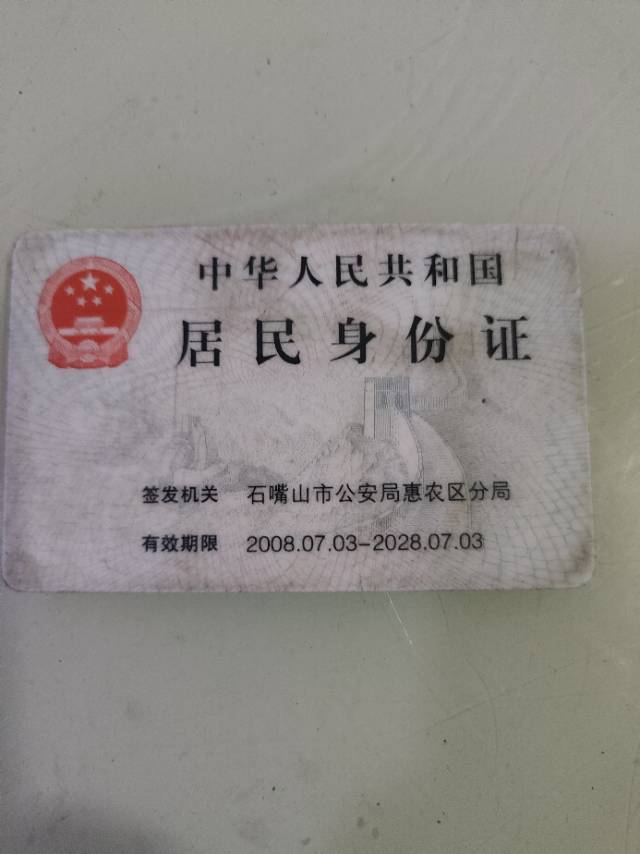 中华人民共和国
居民身份证
签发机关 石嘴山市公安局惠农区分局
有效期限 2008.07.03-2028.07.03